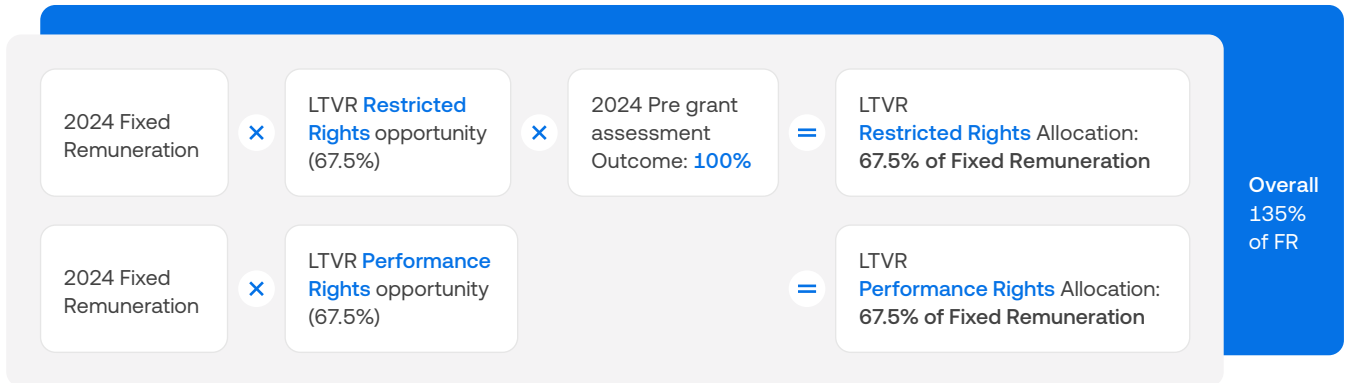 2024 Fixed
Remuneration
×
LTVR Restricted
Rights opportunity
(67.5%)
×
2024 Pre grant
assessment
Outcome: 100%
=
LTVR
Restricted Rights Allocation:
67.5% of Fixed Remuneration
2024 Fixed
Remuneration
×
LTVR Performance
Rights opportunity
(67.5%)
=
LTVR
Performance Rights Allocation:
67.5% of Fixed Remuneration
Overall
135%
of FR